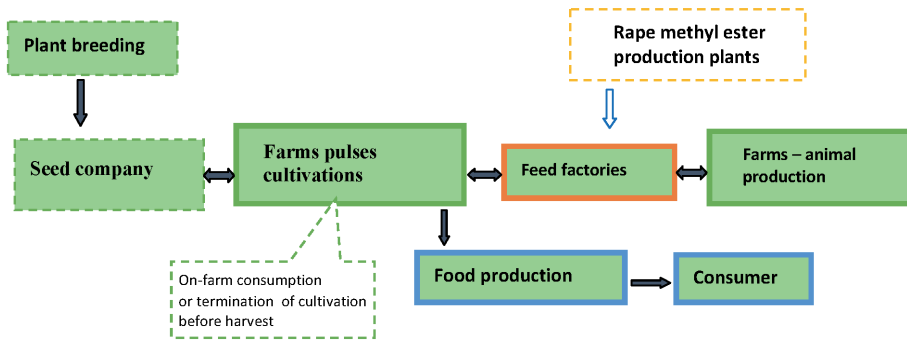 Plant breeding
Rape methyl ester
production plants
Seed company
Farms pulses
cultivations
Feed factories
Farms – animal
production
On-farm consumption
or termination of cultivation
before harvest
Food production
Consumer